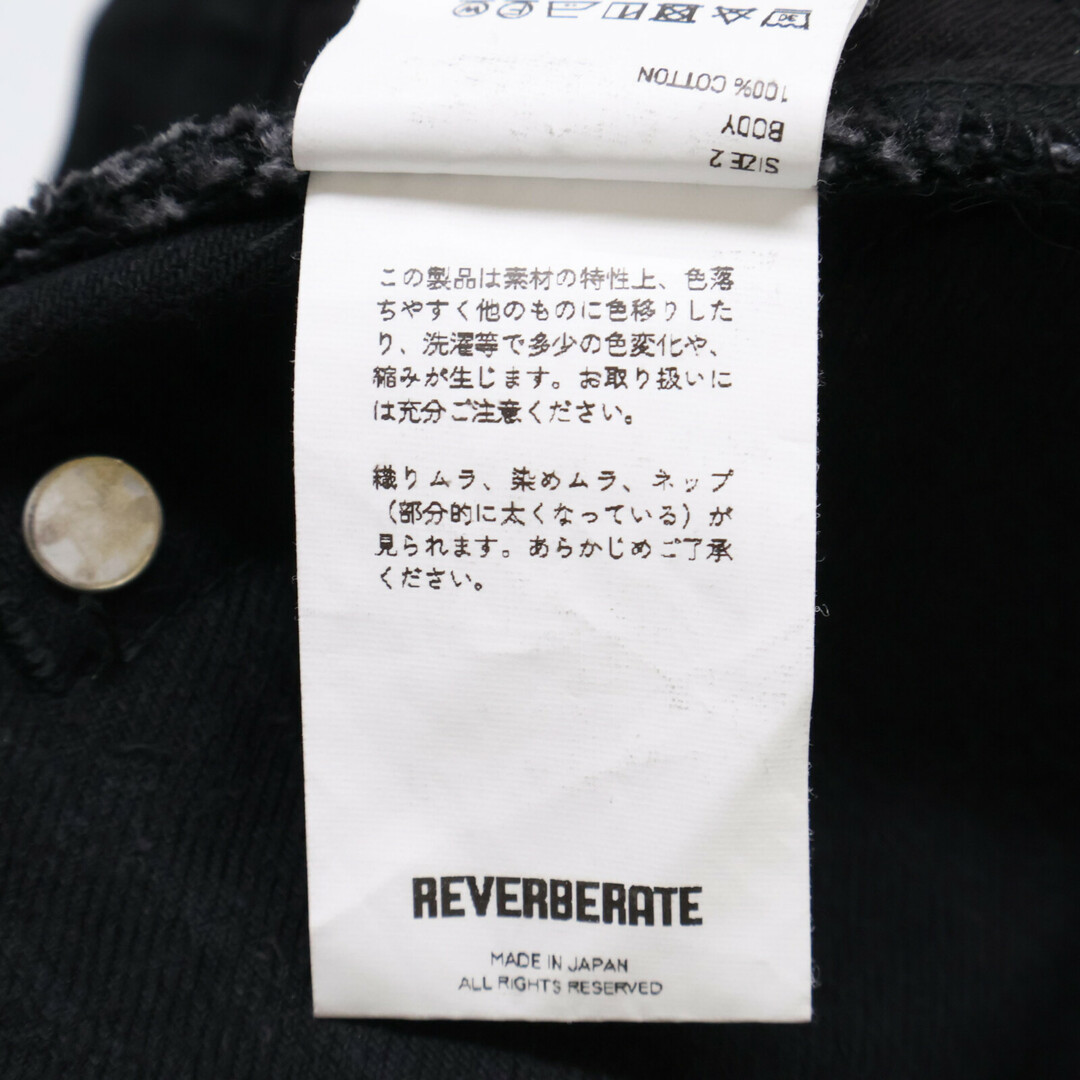 SIZE 2
BODY
100% COTTON
この製品は素材の特性上、色落
ちやすく他のものに色移りした
り、洗濯等で多少の色変化や、
縮みが生じます。お取り扱いに
は充分ご注意ください。
織りムラ、染めムラ、ネップ
（部分的に太くなっている）が
見られます。あらかじめご了承
ください。
REVERBERATE
MADE IN JAPAN
ALL RIGHTS RESERVED